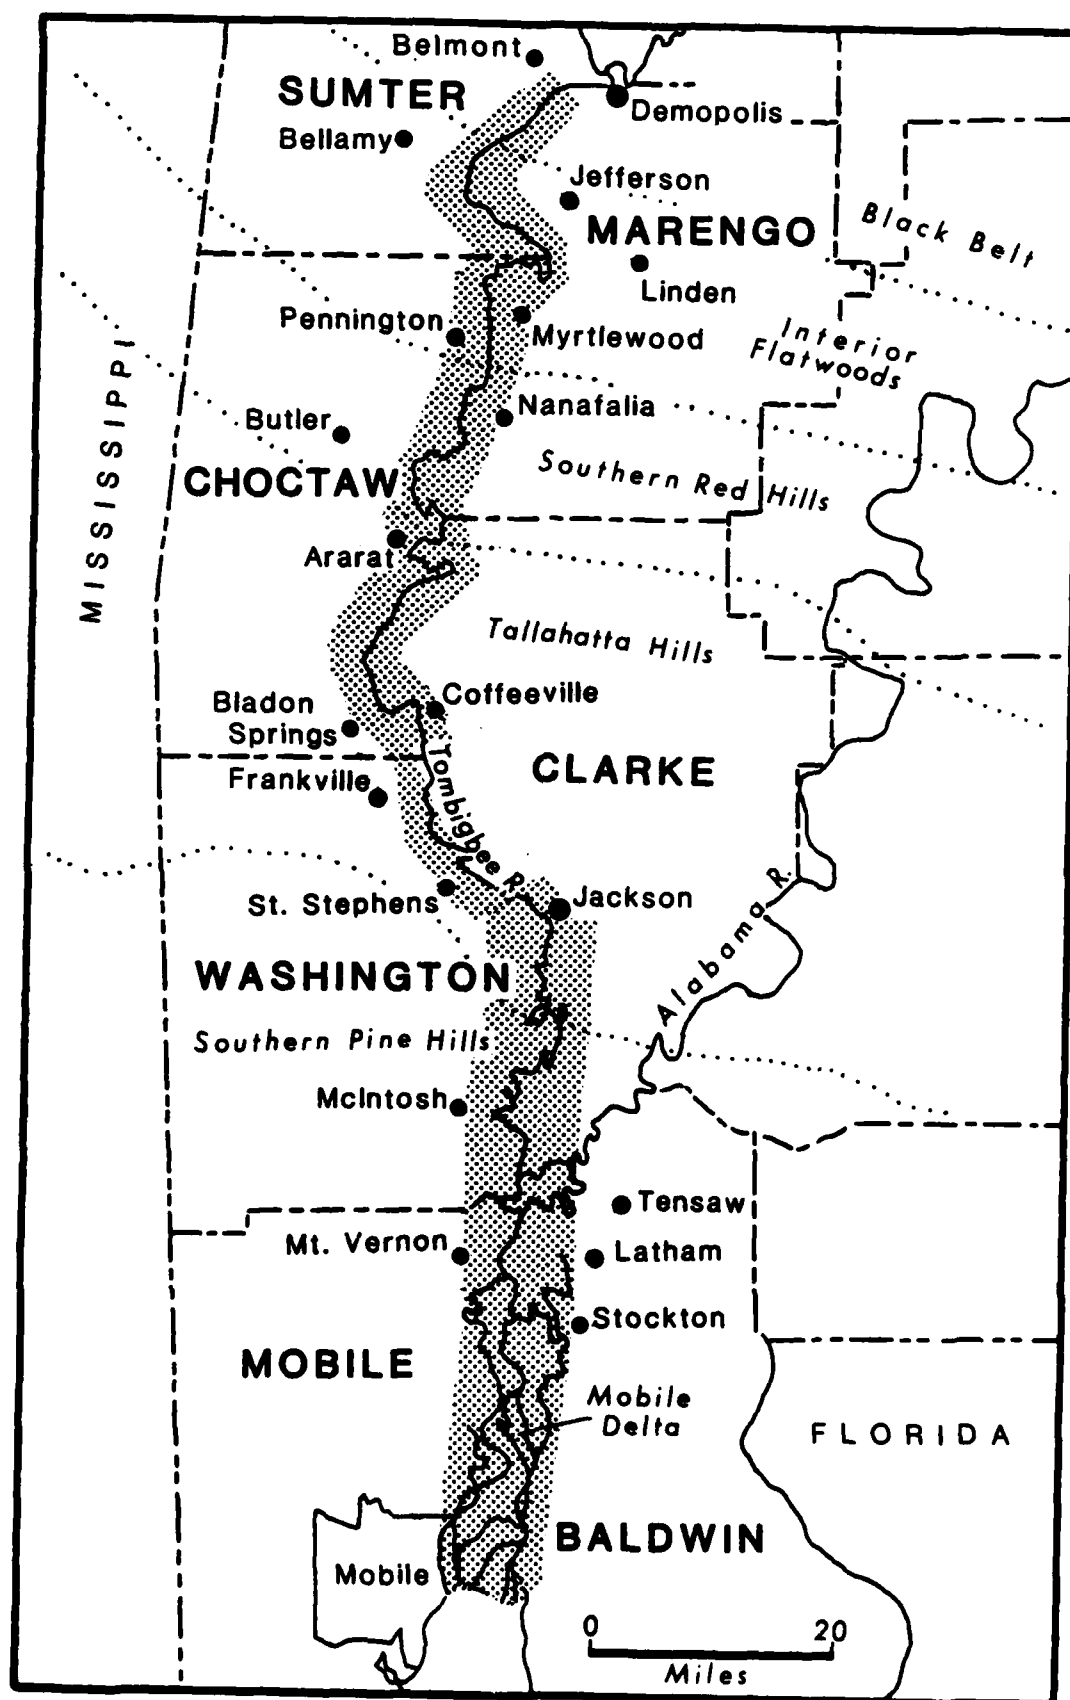 Belmont
SUMTER
Demopolis
Bellamy
Jefferson
MARENGO
Black Belt
Linden
Pennington
Myrtlewood
Interior
Flatwoods
MISSISSIPPI
Butler
Nanafalia
CHOCTAW
Southern Red Hills
Ararat
Tallahatta Hills
Bladon
Springs
Coffeeville
Frankville
Tombigbee R.
CLARKE
St. Stephens
Jackson
Alabama R.
WASHINGTON
Southern Pine Hills
McIntosh
Tensaw
Mt. Vernon
Latham
Stockton
MOBILE
Mobile
Delta
FLORIDA
BALDWIN
Mobile
0 20
Miles